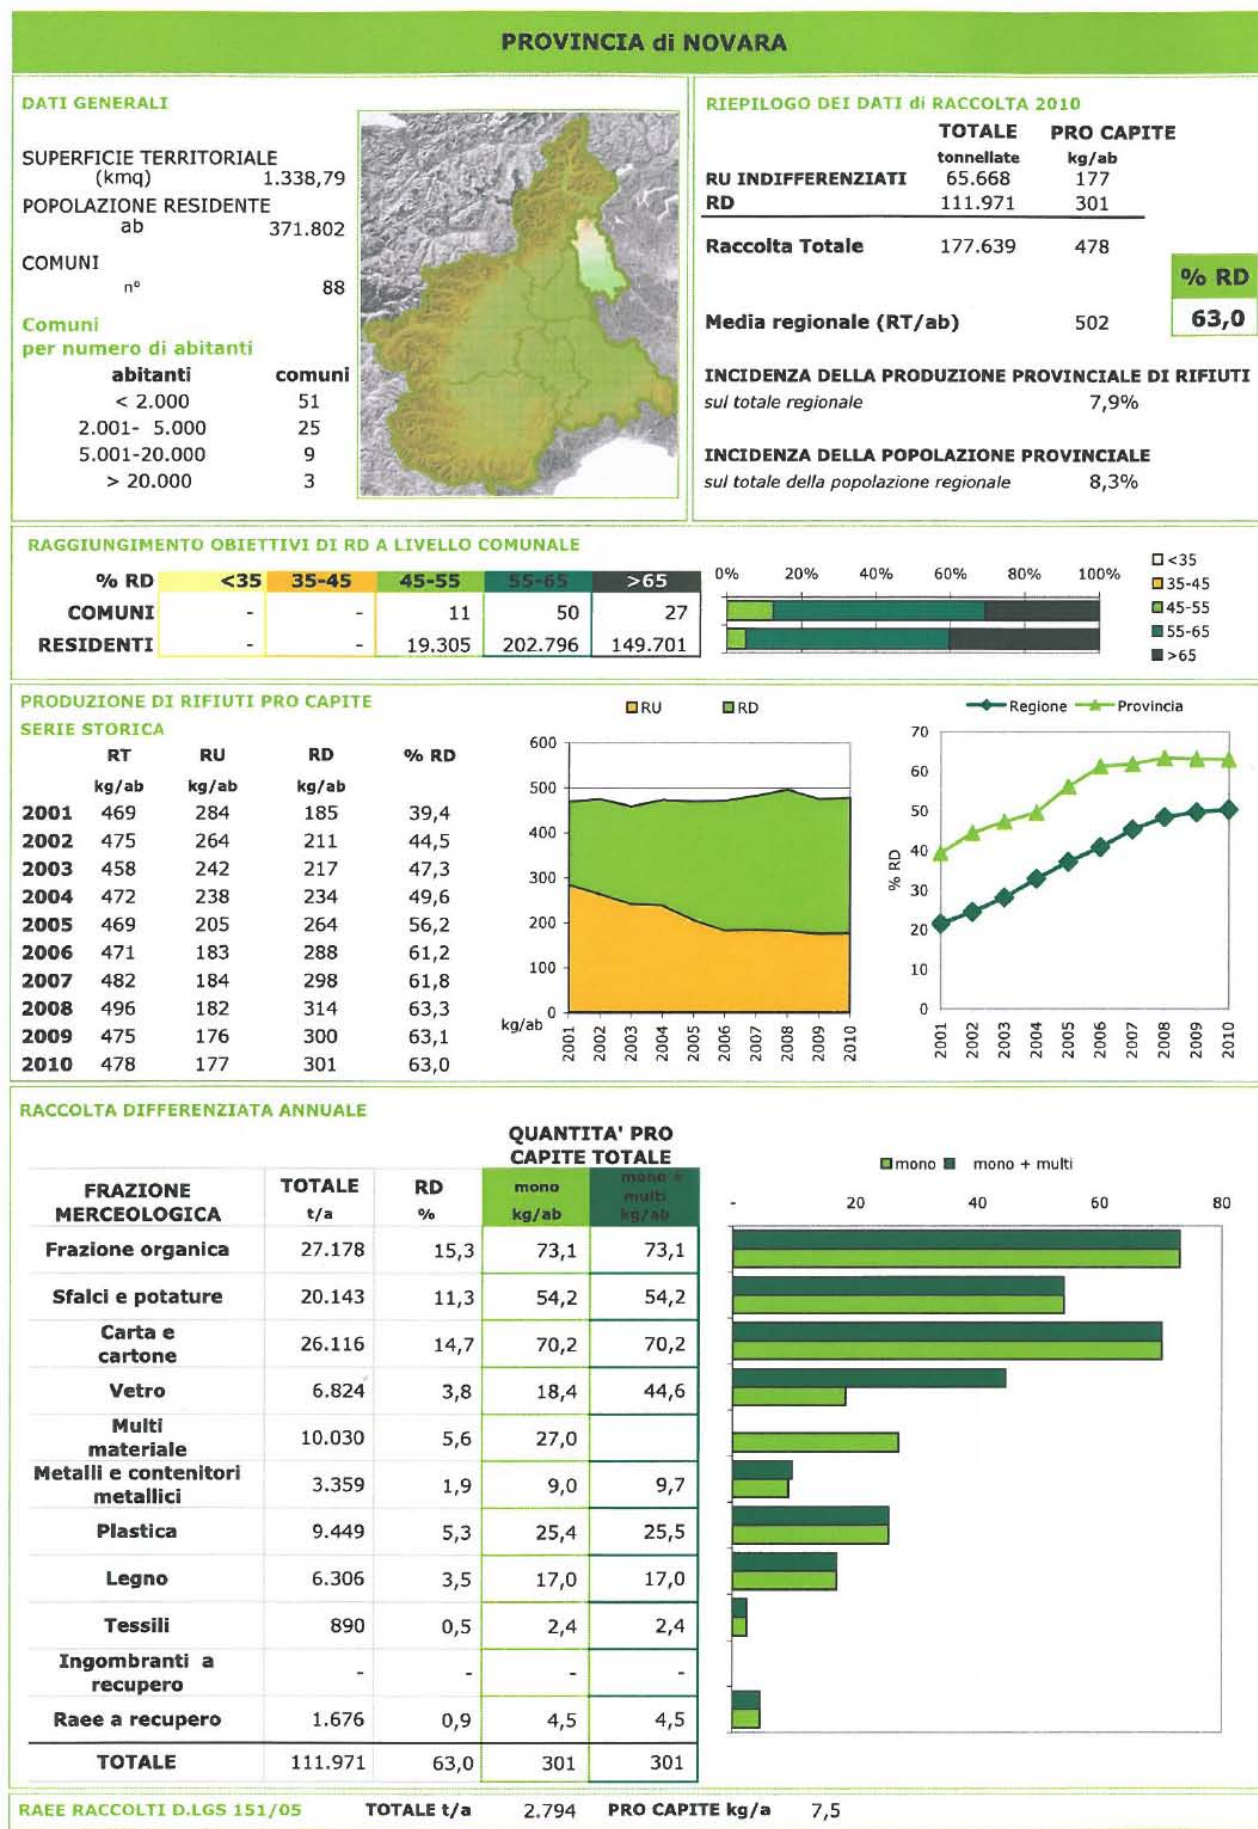 PROVINCIA di NOVARA
DATI GENERALI
SUPERFICIE TERRITORIALE
(kmq) 1.338,79
POPOLAZIONE RESIDENTE
ab 371.802
COMUNI
n° 88
Comuni
per numero di abitanti
abitanti comuni
< 2.000 51
2.001- 5.000 25
5.001-20.000 9
> 20.000 3
RIEPILOGO DEI DATI di RACCOLTA 2010
TOTALE PRO CAPITE
tonnellate kg/ab
RU INDIFFERENZIATI 65.668 177
RD 111.971 301
Raccolta Totale 177.639 478
% RD
Media regionale (RT/ab) 502 63,0
INCIDENZA DELLA PRODUZIONE PROVINCIALE DI RIFIUTI
sul totale regionale 7,9%
INCIDENZA DELLA POPOLAZIONE PROVINCIALE
sul totale della popolazione regionale 8,3%
RAGGIUNGIMENTO OBIETTIVI DI RD A LIVELLO COMUNALE
% RD <35 35-45 45-55 55-65 >65
COMUNI - - 11 50 27
RESIDENTI - - 19.305 202.796 149.701
0% 20% 40% 60% 80% 100%
<35
35-45
45-55
55-65
>65
PRODUZIONE DI RIFIUTI PRO CAPITE
SERIE STORICA
RT RU RD % RD
kg/ab kg/ab kg/ab
2001 469 284 185 39,4
2002 475 264 211 44,5
2003 458 242 217 47,3
2004 472 238 234 49,6
2005 469 205 264 56,2
2006 471 183 288 61,2
2007 482 184 298 61,8
2008 496 182 314 63,3
2009 475 176 300 63,1
2010 478 177 301 63,0
RU RD
600
500
400
300
200
100
0
kg/ab
2001 2002 2003 2004 2005 2006 2007 2008 2009 2010
Regione Provincia
70
60
50
40
30
20
10
0
% RD
2001 2002 2003 2004 2005 2006 2007 2008 2009 2010
RACCOLTA DIFFERENZIATA ANNUALE
QUANTITA' PRO
CAPITE TOTALE
FRAZIONE TOTALE RD mono mono +
multi
MERCEOLOGICA t/a % kg/ab kg/ab
Frazione organica 27.178 15,3 73,1 73,1
Sfalci e potature 20.143 11,3 54,2 54,2
Carta e
cartone 26.116 14,7 70,2 70,2
Vetro 6.824 3,8 18,4 44,6
Multi
materiale 10.030 5,6 27,0
Metalli e contenitori
metallici 3.359 1,9 9,0 9,7
Plastica 9.449 5,3 25,4 25,5
Legno 6.306 3,5 17,0 17,0
Tessili 890 0,5 2,4 2,4
Ingombranti a
recupero - - - -
Raee a recupero 1.676 0,9 4,5 4,5
TOTALE 111.971 63,0 301 301
mono mono + multi
- 20 40 60 80
RAEE RACCOLTI D.LGS 151/05 TOTALE t/a 2.794 PRO CAPITE kg/a 7,5